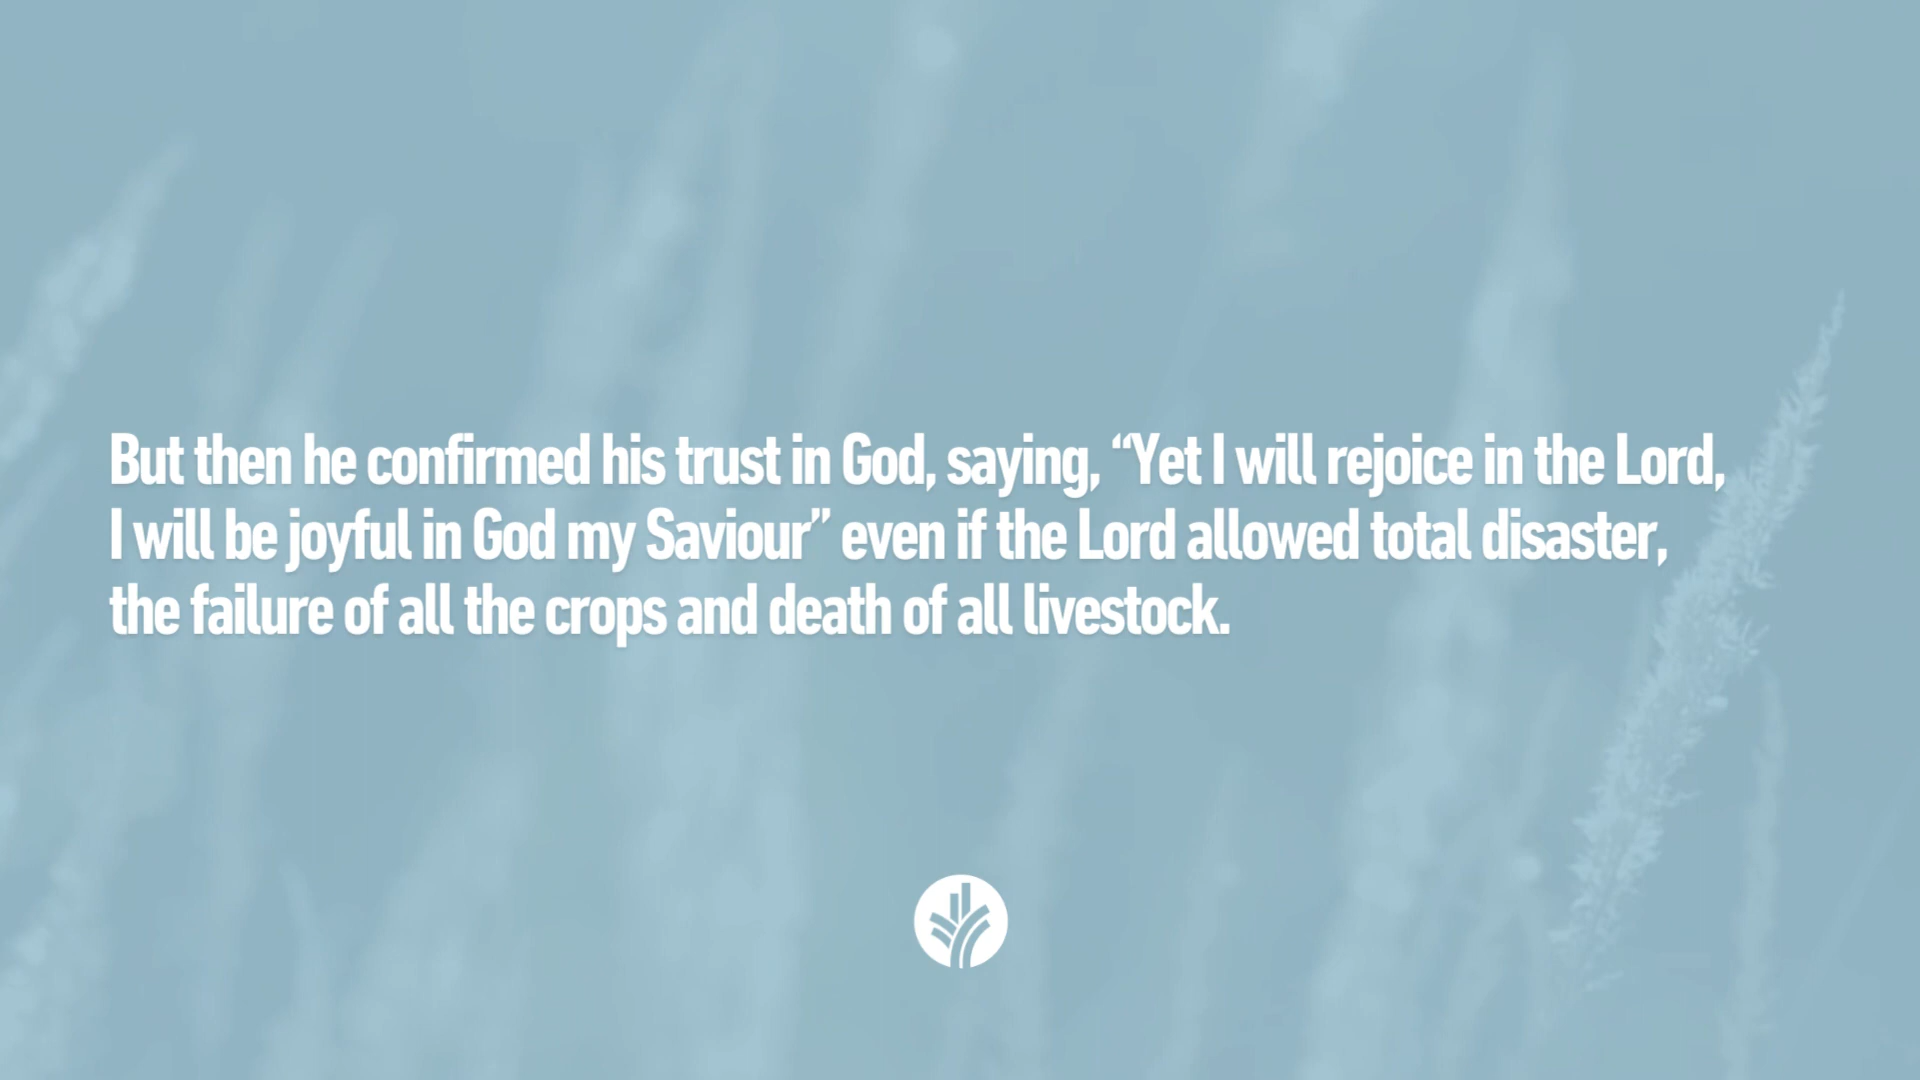 But then he confirmed his trust in God, saying, “Yet I will rejoice in the Lord,
I will be joyful in God my Saviour” even if the Lord allowed total disaster,
the failure of all the crops and death of all livestock.